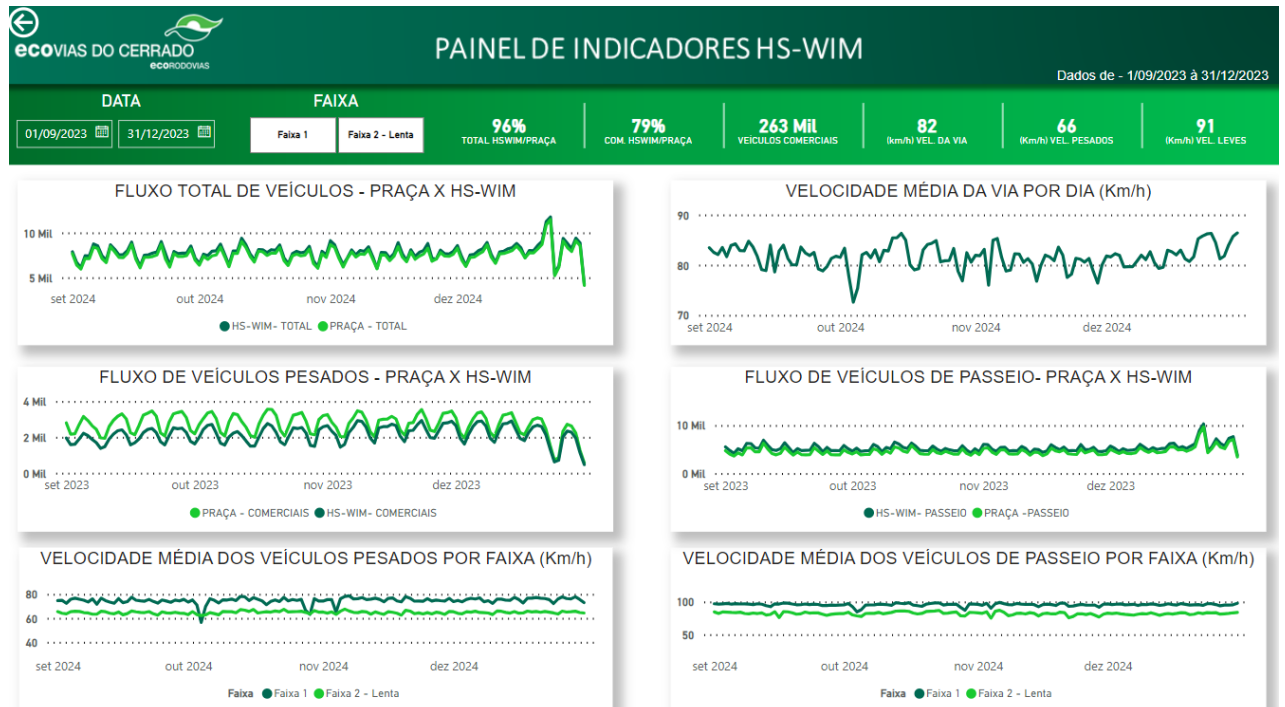 ecoVIAS DO CERRADO
ecoRODOVIAS
PAINEL DE INDICADORES HS-WIM
Dados de - 1/09/2023 à 31/12/2023
DATA
FAIXA
01/09/2023
31/12/2023
Faixa 1
Faixa 2 - Lenta
96%
TOTAL HSWIM/PRAÇA
79%
COM. HSWIM/PRAÇA
263 Mil
VEÍCULOS COMERCIAIS
82
(km/h) VEL. DA VIA
66
(Km/h) VEL. PESADOS
91
(Km/h) VEL. LEVES
FLUXO TOTAL DE VEÍCULOS - PRAÇA X HS-WIM
10 Mil
5 Mil
set 2024 out 2024 nov 2024 dez 2024
HS-WIM- TOTAL PRAÇA - TOTAL
VELOCIDADE MÉDIA DA VIA POR DIA (Km/h)
90
80
70
set 2024 out 2024 nov 2024 dez 2024
FLUXO DE VEÍCULOS PESADOS - PRAÇA X HS-WIM
4 Mil
2 Mil
0 Mil
set 2023 out 2023 nov 2023 dez 2023
PRAÇA - COMERCIAIS HS-WIM- COMERCIAIS
FLUXO DE VEÍCULOS DE PASSEIO- PRAÇA X HS-WIM
10 Mil
0 Mil
set 2023 out 2023 nov 2023 dez 2023
HS-WIM- PASSEIO PRAÇA -PASSEIO
VELOCIDADE MÉDIA DOS VEÍCULOS PESADOS POR FAIXA (Km/h)
80
60
40
set 2024 out 2024 nov 2024 dez 2024
Faixa Faixa 1 Faixa 2 - Lenta
VELOCIDADE MÉDIA DOS VEÍCULOS DE PASSEIO POR FAIXA (Km/h)
100
50
set 2024 out 2024 nov 2024 dez 2024
Faixa Faixa 1 Faixa 2 - Lenta